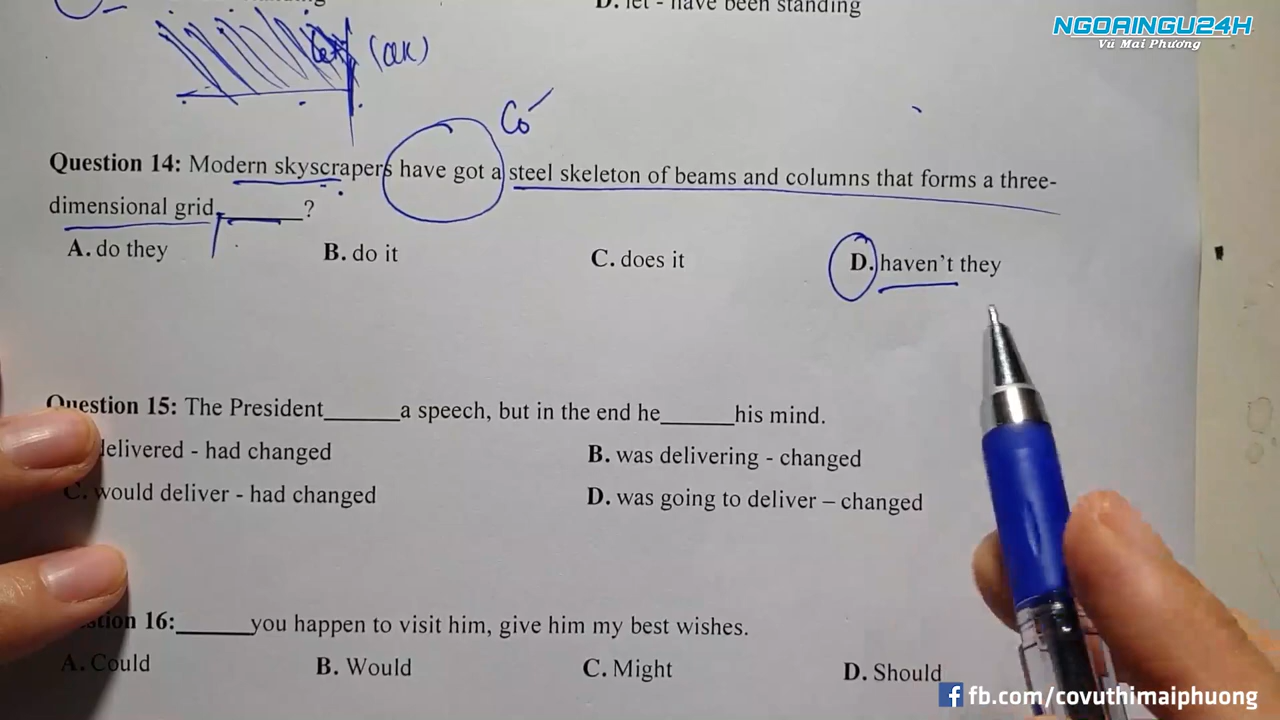 D. let - have been standing
NGOAINGU24H
Vũ Mai Phương
(ok)
Có
Question 14: Modern skyscrapers have got a steel skeleton of beams and columns that forms a three-
dimensional grid,______?
A. do they B. do it C. does it D. haven't they
Question 15: The President______a speech, but in the end he______his mind.
delivered - had changed B. was delivering - changed
C. would deliver - had changed D. was going to deliver – changed
16:______you happen to visit him, give him my best wishes.
A. Could B. Would C. Might D. Should
fb.com/covuthimaiphuong